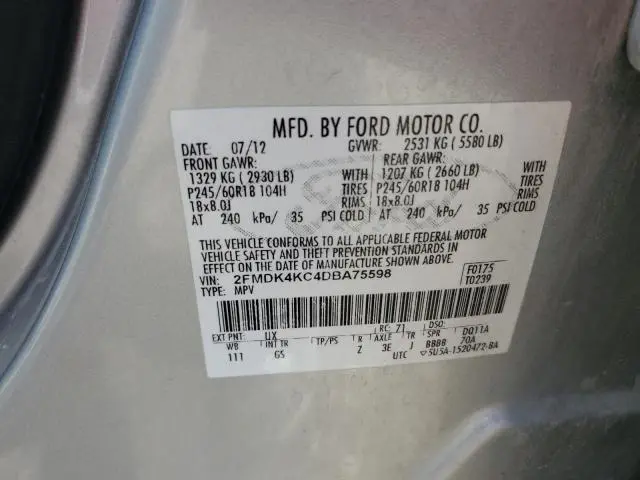 MFD. BY FORD MOTOR CO.
DATE: 07/12 GVWR: 2531 KG ( 5580 LB)
FRONT GAWR: REAR GAWR:
1329 KG ( 2930 LB) WITH 1207 KG ( 2660 LB) WITH
P245/60R18 104H TIRES P245/60R18 104H TIRES
18x8.0J RIMS 18x8.0J RIMS
AT 240 kPa/ 35 PSI COLD AT 240 kPa/ 35 PSI COLD
THIS VEHICLE CONFORMS TO ALL APPLICABLE FEDERAL MOTOR
VEHICLE SAFETY AND THEFT PREVENTION STANDARDS IN
EFFECT ON THE DATE OF MANUFACTURE SHOWN ABOVE.
VIN: 2FMDK4KC4DBA75598 F0175
TYPE: MPV T0239
EXT PNT: UX RC: Z1 DSO: DQ11A
WB INT TR TP/PS R AXLE TR 70A
111 GS Z 3E J BBBB
UTC ▽5U5A-1520472-BA